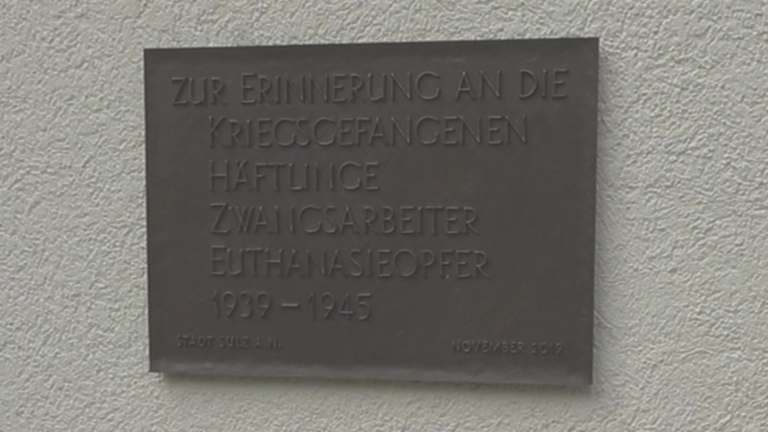 ZUR ERINNERUNG AN DIE
KRIEGSGEFANGENEN
HÄFTLINGE
ZWANGSARBEITER
EUTHANASIEOPFER
1939 – 1945
STADT SULZ A.N.
NOVEMBER 2019